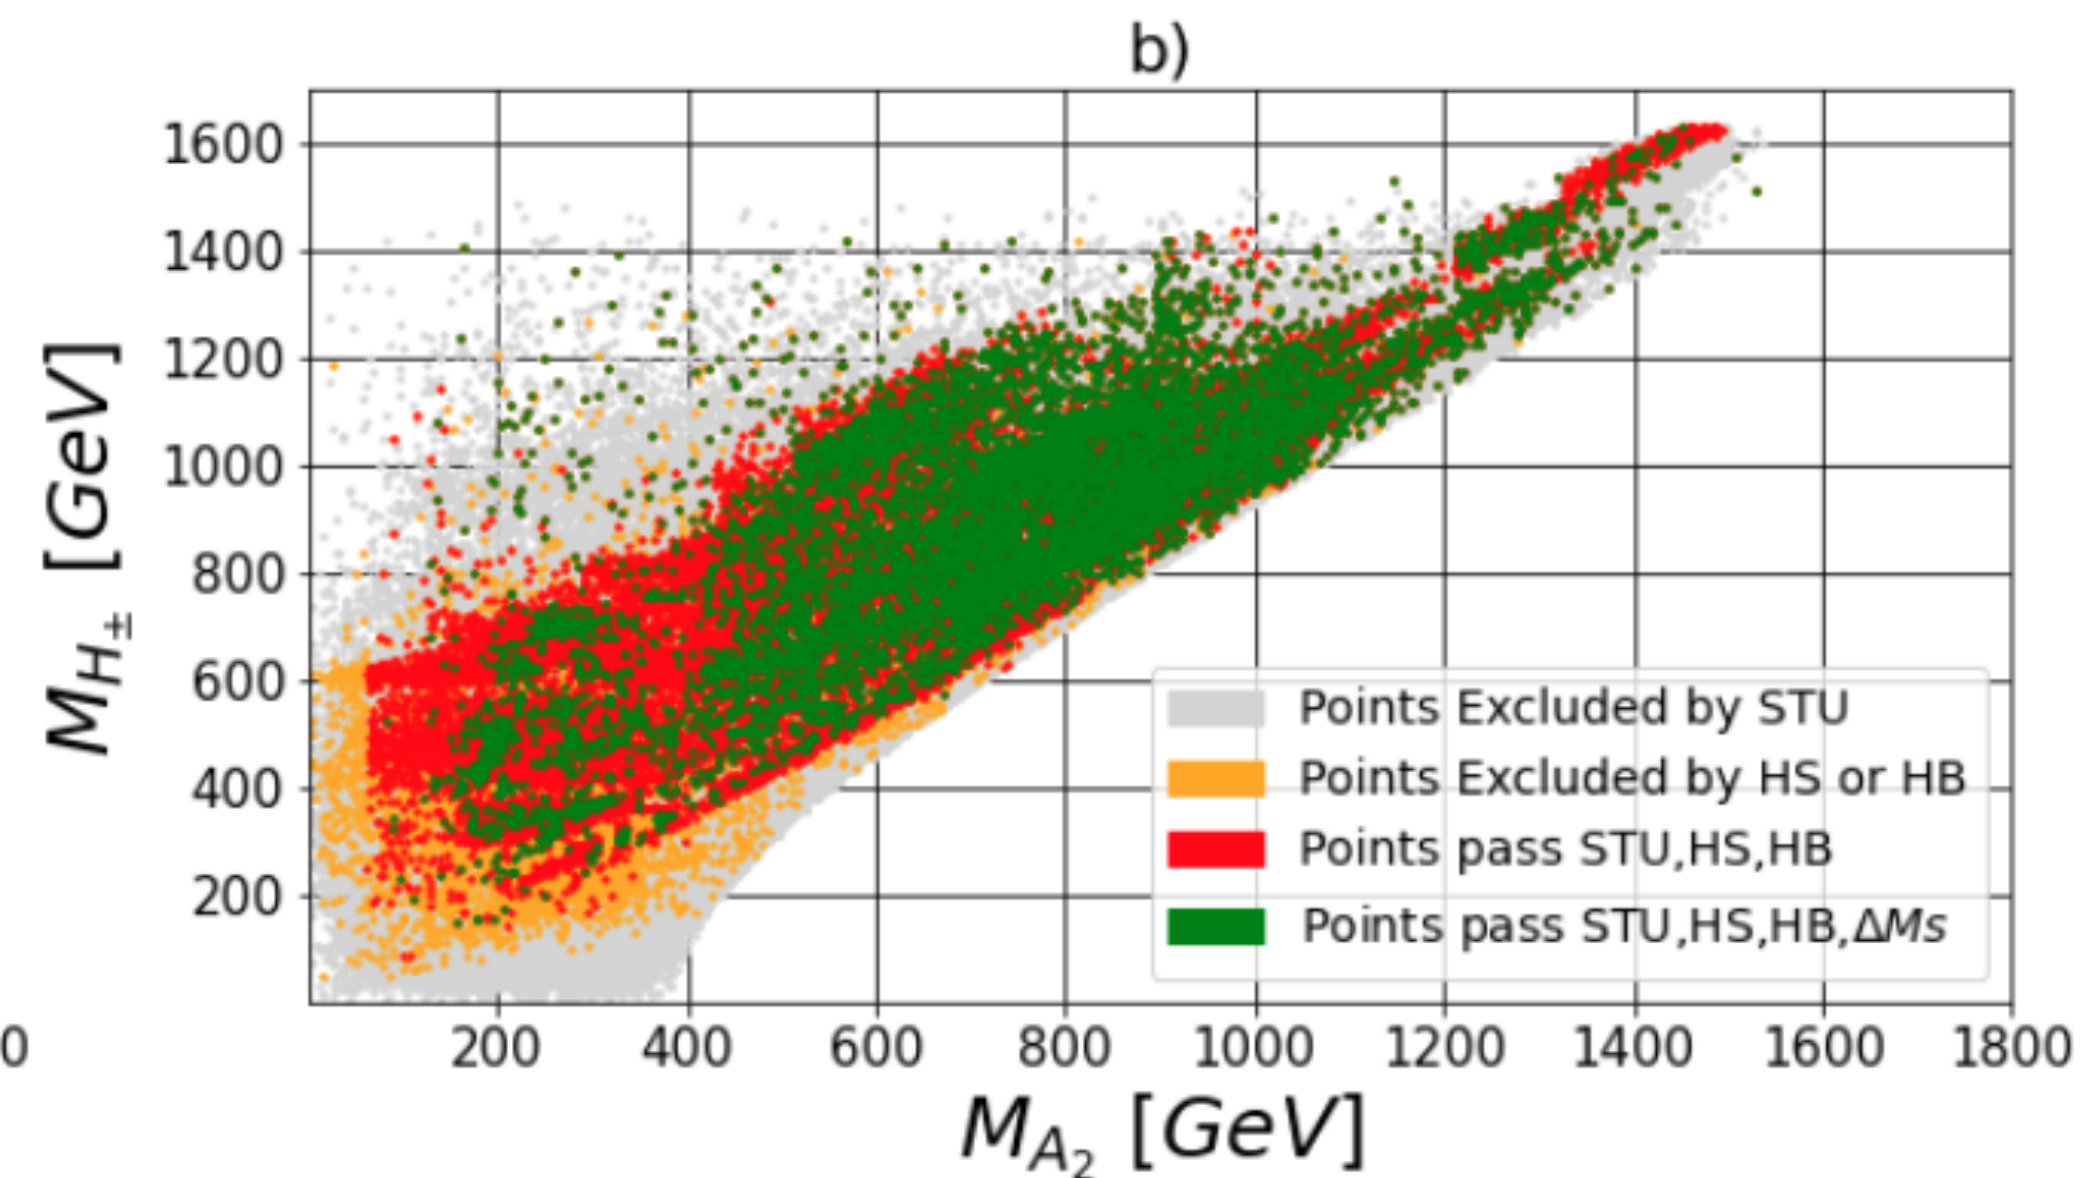 b)
1600
1400
1200
1000
800
600
400
200
M_{H_±} [GeV]
Points Excluded by STU
Points Excluded by HS or HB
Points pass STU,HS,HB
Points pass STU,HS,HB,ΔMs
0 200 400 600 800 1000 1200 1400 1600 1800
M_{A_2} [GeV]